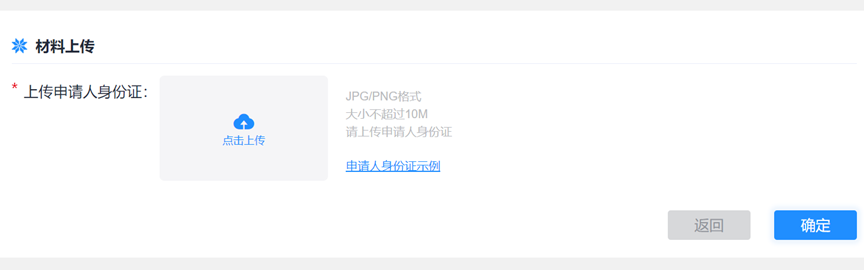 材料上传
* 上传申请人身份证：
点击上传
JPG/PNG格式
大小不超过10M
请上传申请人身份证
申请人身份证示例
返回
确定